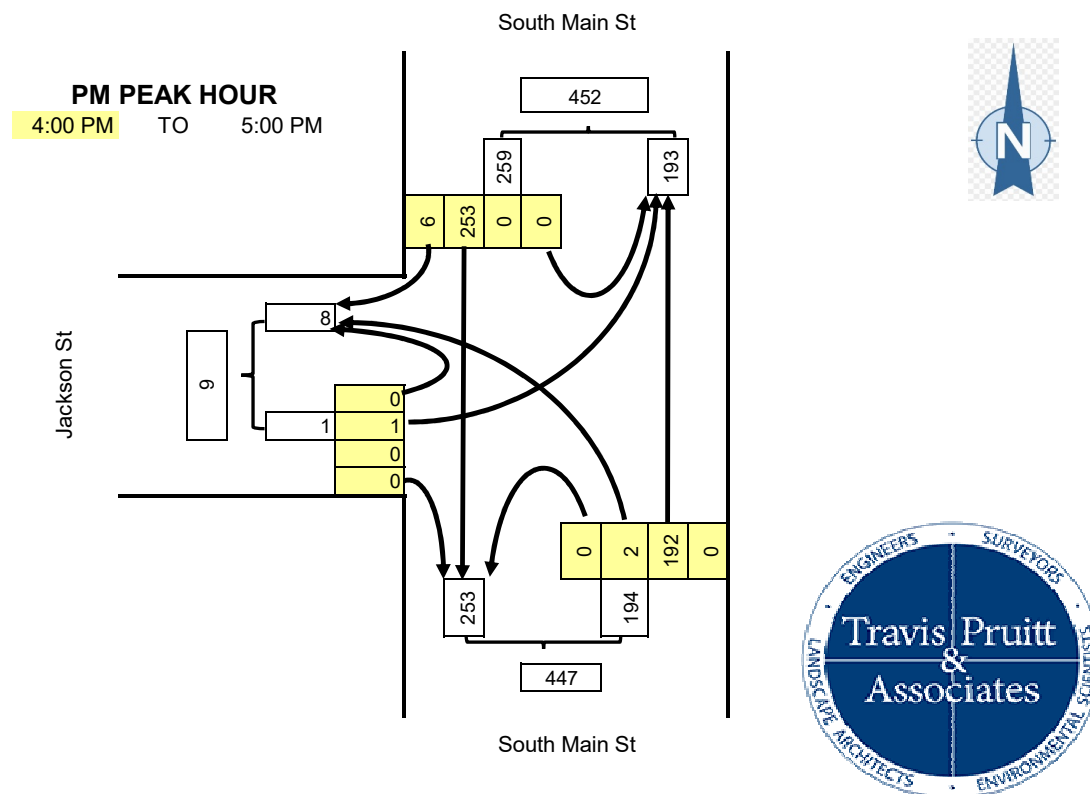 South Main St
PM PEAK HOUR
4:00 PM TO 5:00 PM
452
259
193
6 253 0 0
N
8
9
Jackson St
0
1 1
0
0
0 2 192 0
253
194
447
South Main St
ENGINEERS · SURVEYORS
LANDSCAPE ARCHITECTS · ENVIRONMENTAL SCIENTISTS
Travis Pruitt
&
Associates